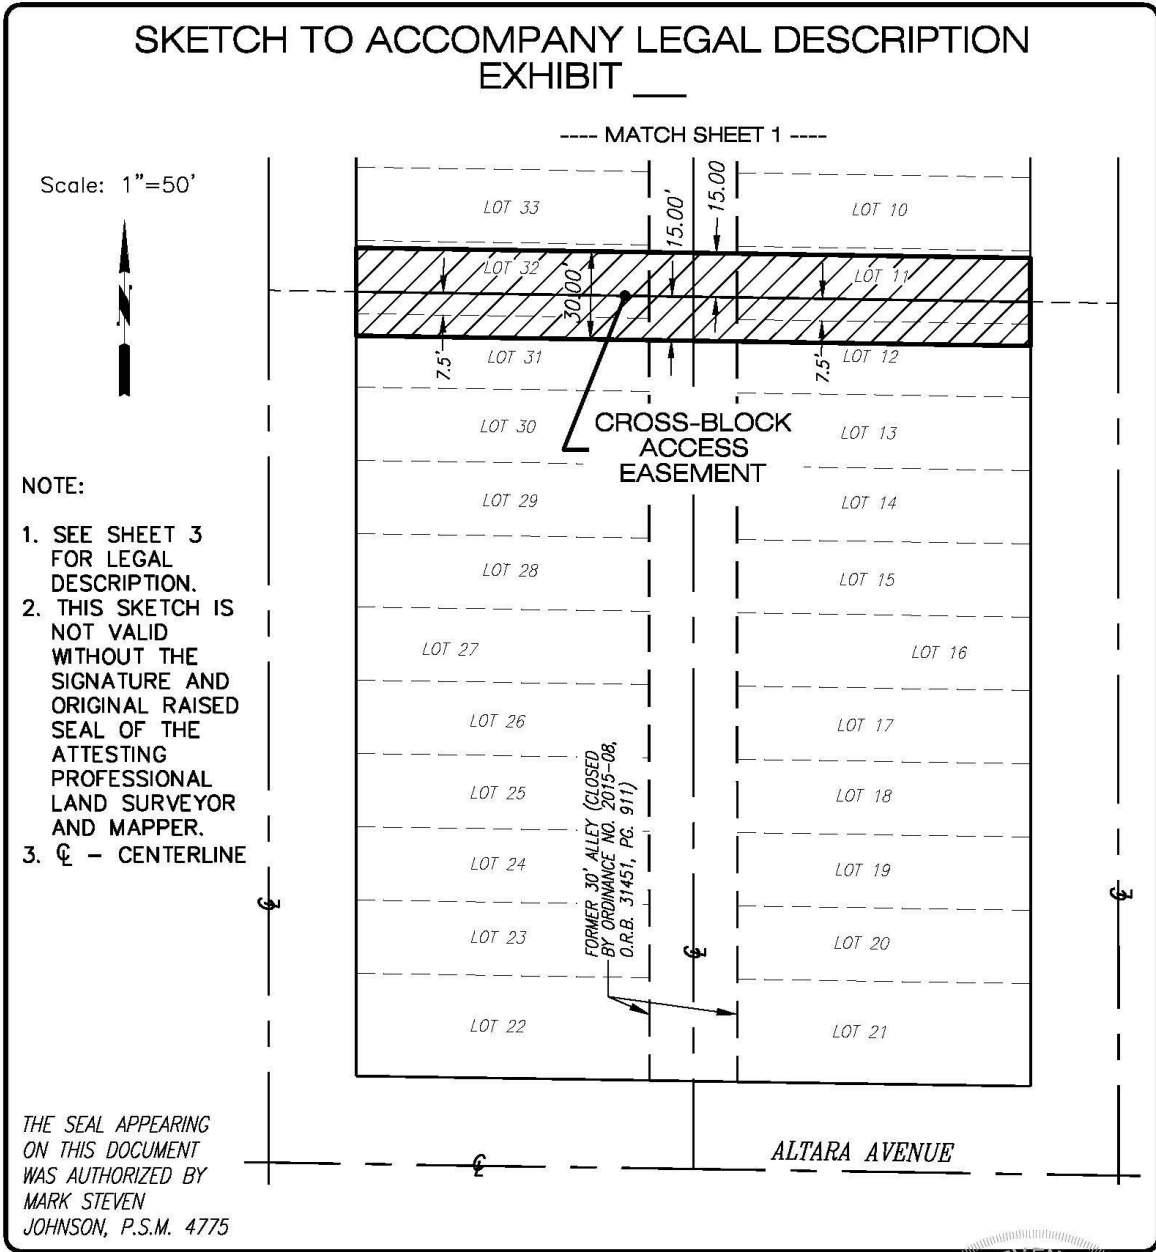 SKETCH TO ACCOMPANY LEGAL DESCRIPTION
EXHIBIT ___
---- MATCH SHEET 1 ----
Scale: 1"=50'
N
15.00'
15.00
LOT 33
LOT 10
LOT 32
LOT 11
30.00'
7.5'
7.5'
LOT 31
LOT 12
CROSS-BLOCK
ACCESS
EASEMENT
LOT 30
LOT 13
LOT 29
LOT 14
LOT 28
LOT 15
LOT 27
LOT 16
LOT 26
LOT 17
LOT 25
LOT 18
LOT 24
LOT 19
LOT 23
LOT 20
LOT 22
LOT 21
FORMER 30' ALLEY (CLOSED
BY ORDINANCE NO. 2015-08,
O.R.B. 31451, PG. 911)
NOTE:
1. SEE SHEET 3
FOR LEGAL
DESCRIPTION.
2. THIS SKETCH IS
NOT VALID
WITHOUT THE
SIGNATURE AND
ORIGINAL RAISED
SEAL OF THE
ATTESTING
PROFESSIONAL
LAND SURVEYOR
AND MAPPER.
3. ℄ - CENTERLINE
℄
℄
℄
℄
ALTARA AVENUE
THE SEAL APPEARING
ON THIS DOCUMENT
WAS AUTHORIZED BY
MARK STEVEN
JOHNSON, P.S.M. 4775